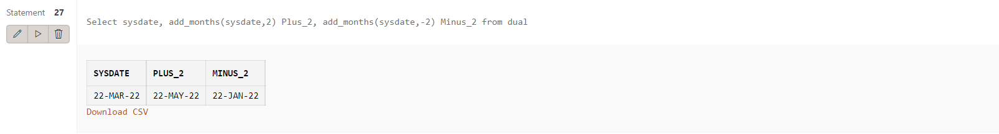 Statement 27
Select sysdate, add_months(sysdate,2) Plus_2, add_months(sysdate,-2) Minus_2 from dual
SYSDATE PLUS_2 MINUS_2
22-MAR-22 22-MAY-22 22-JAN-22
Download CSV